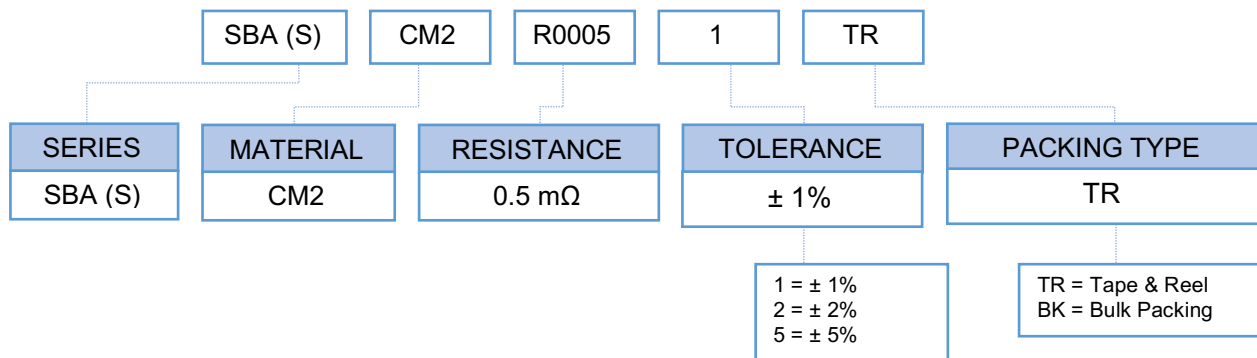 SBA (S) CM2 R0005 1 TR
SERIES MATERIAL RESISTANCE TOLERANCE PACKING TYPE
SBA (S) CM2 0.5 mΩ ± 1% TR
1 = ± 1%
2 = ± 2%
5 = ± 5%
TR = Tape & Reel
BK = Bulk Packing